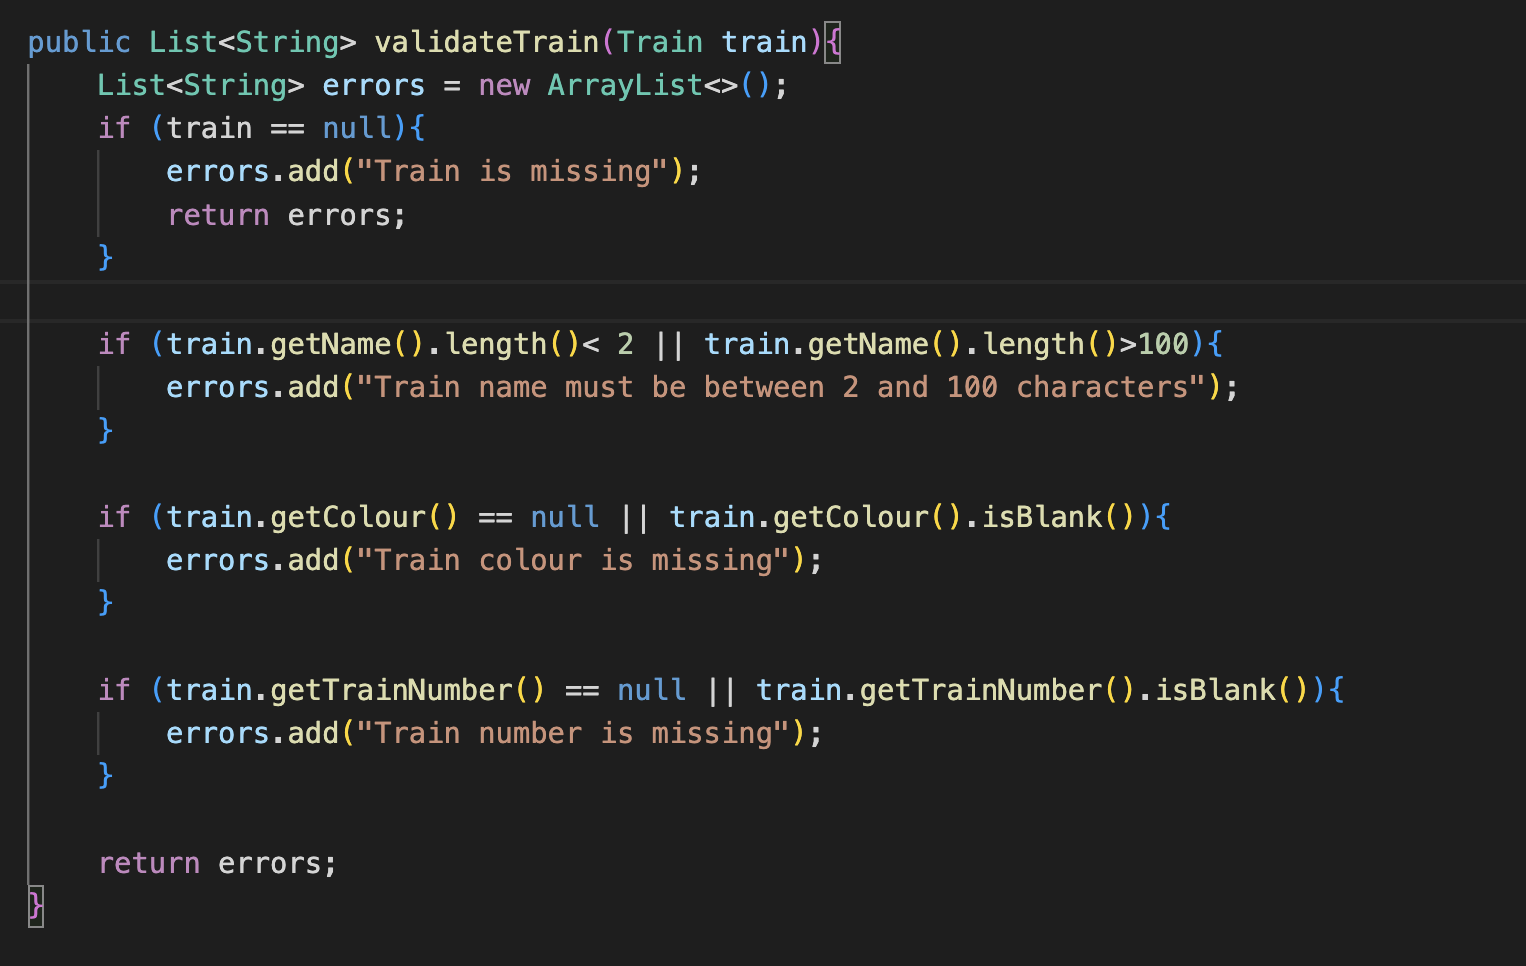 public List<String> validateTrain(Train train){
    List<String> errors = new ArrayList<>();
    if (train == null){
        errors.add("Train is missing");
        return errors;
    }

    if (train.getName().length()< 2 || train.getName().length()>100){
        errors.add("Train name must be between 2 and 100 characters");
    }

    if (train.getColour() == null || train.getColour().isBlank()){
        errors.add("Train colour is missing");
    }

    if (train.getTrainNumber() == null || train.getTrainNumber().isBlank()){
        errors.add("Train number is missing");
    }

    return errors;
}